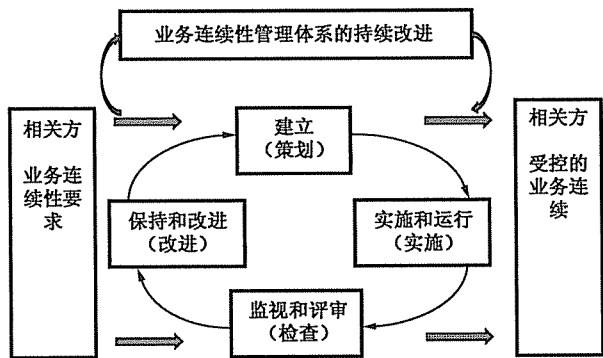 业务连续性管理体系的持续改进
相关方
业务连
续性要
求
建立
（策划）
保持和改进
（改进）
实施和运行
（实施）
监视和评审
（检查）
相关方
受控的
业务连
续